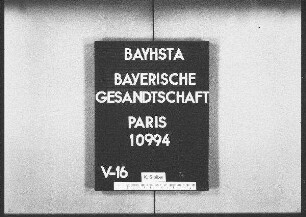 BAYHSTA
BAYERISCHE
GESANDTSCHAFT
PARIS
10994
V-16